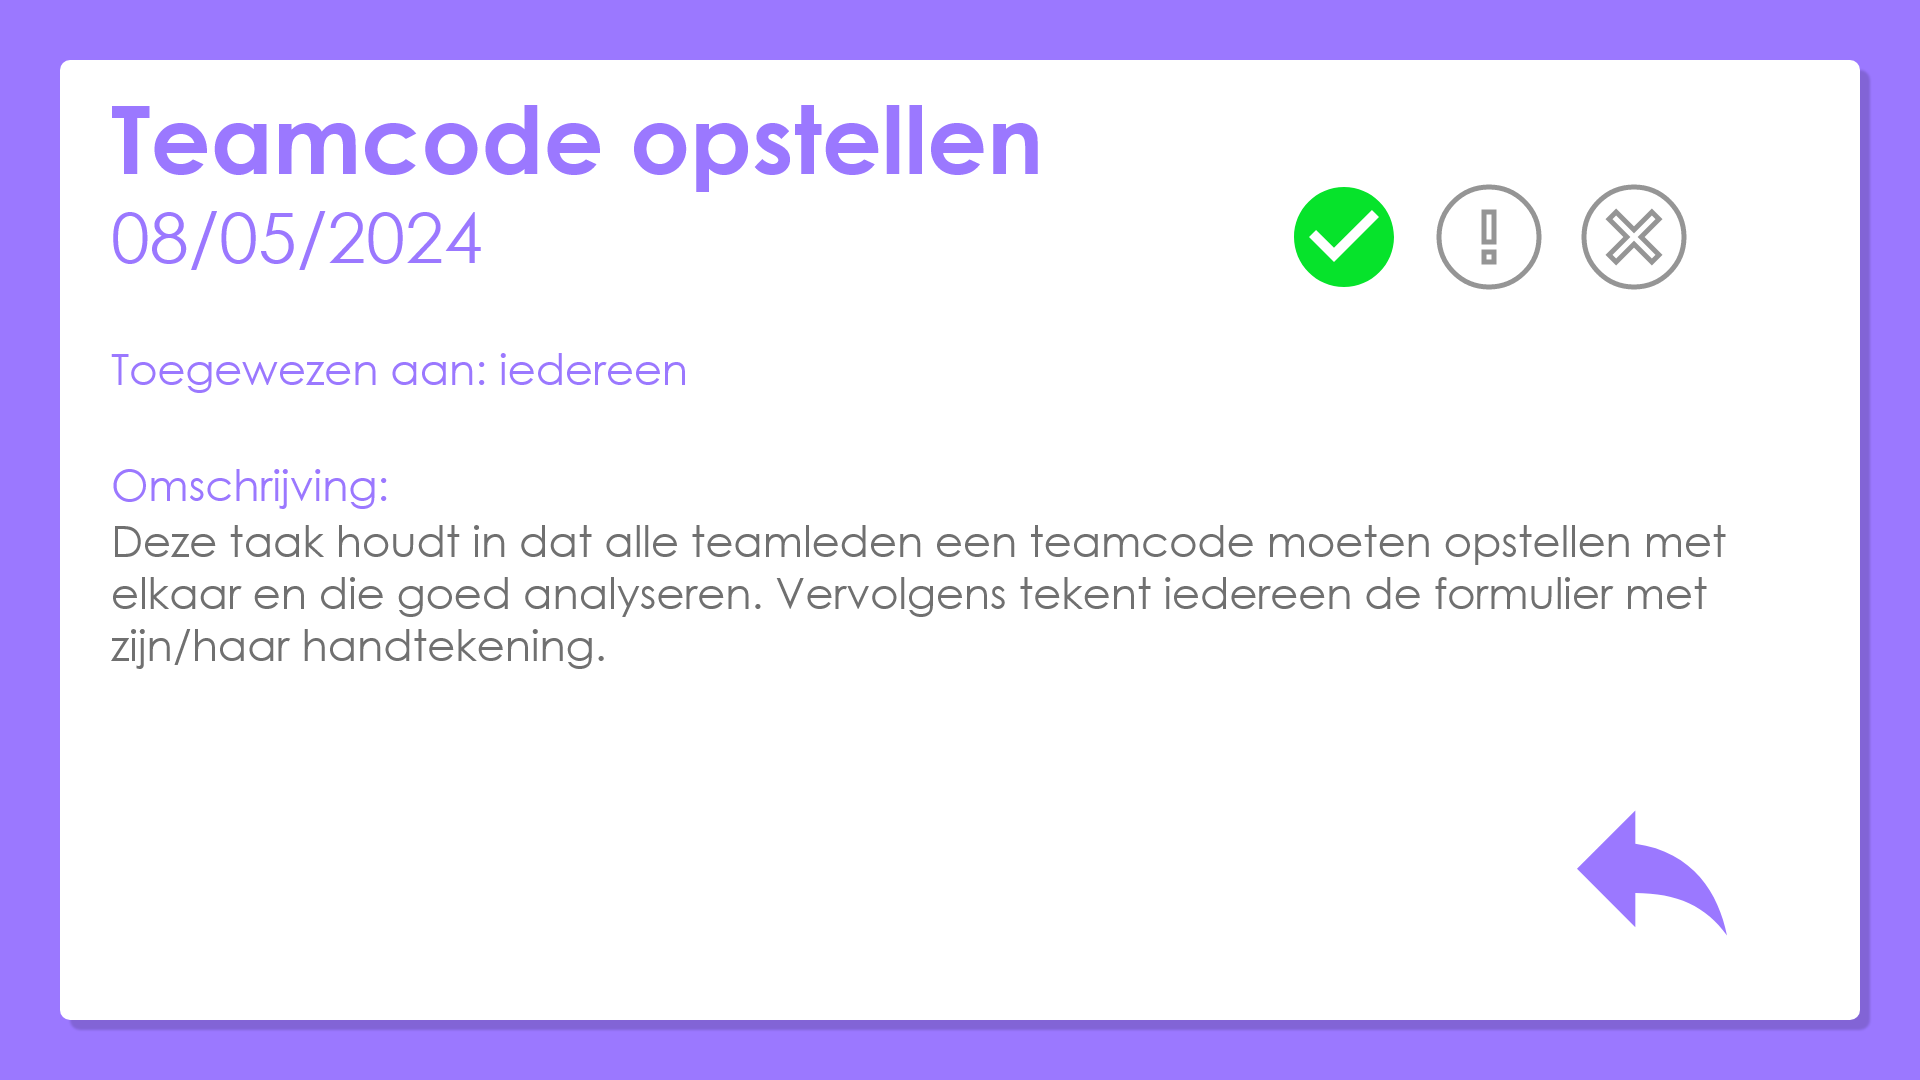 Teamcode opstellen
08/05/2024
Toegewezen aan: iedereen
Omschrijving:
Deze taak houdt in dat alle teamleden een teamcode moeten opstellen met
elkaar en die goed analyseren. Vervolgens tekent iedereen de formulier met
zijn/haar handtekening.